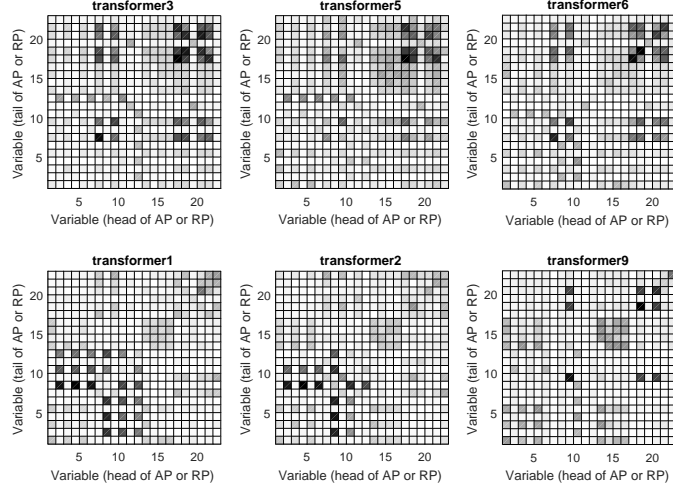 transformer3
transformer5
transformer6
Variable (tail of AP or RP)
20
15
10
5
Variable (tail of AP or RP)
20
15
10
5
Variable (tail of AP or RP)
20
15
10
5
5 10 15 20
5 10 15 20
5 10 15 20
Variable (head of AP or RP)
Variable (head of AP or RP)
Variable (head of AP or RP)
transformer1
transformer2
transformer9
Variable (tail of AP or RP)
20
15
10
5
Variable (tail of AP or RP)
20
15
10
5
Variable (tail of AP or RP)
20
15
10
5
5 10 15 20
5 10 15 20
5 10 15 20
Variable (head of AP or RP)
Variable (head of AP or RP)
Variable (head of AP or RP)